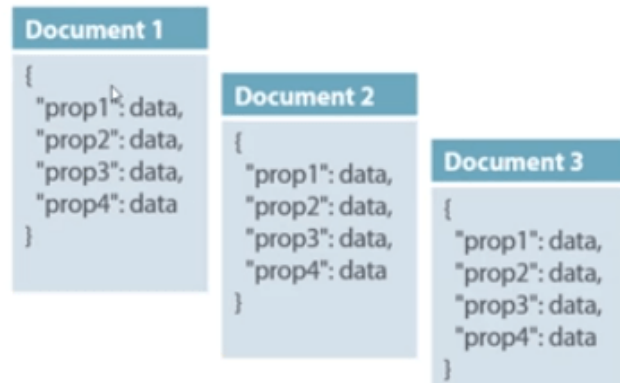 Document 1
{
"prop1": data,
"prop2": data,
"prop3": data,
"prop4": data
}
Document 2
{
"prop1": data,
"prop2": data,
"prop3": data,
"prop4": data
}
Document 3
{
"prop1": data,
"prop2": data,
"prop3": data,
"prop4": data
}